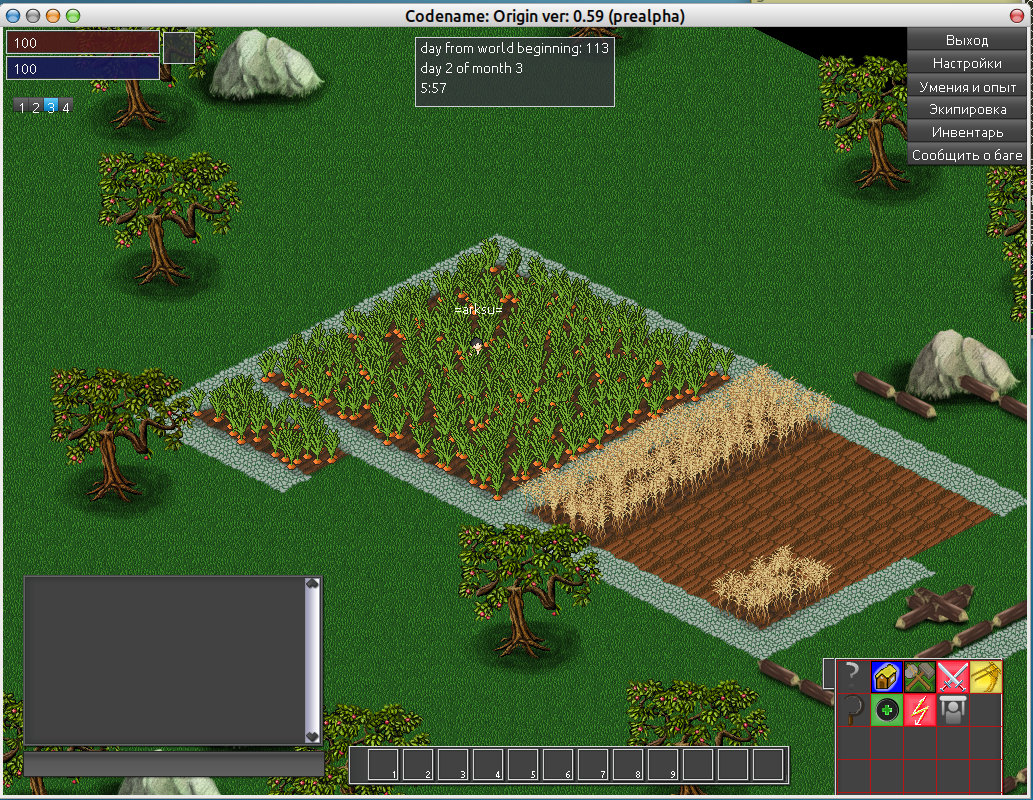 Codename: Origin ver: 0.59 (prealpha)
100
100
1 2 3 4
day from world beginning: 113
day 2 of month 3
5:57
Выход
Настройки
Умения и опыт
Экипировка
Инвентарь
Сообщить о баге
=arksu=
?
1 2 3 4 5 6 7 8 9